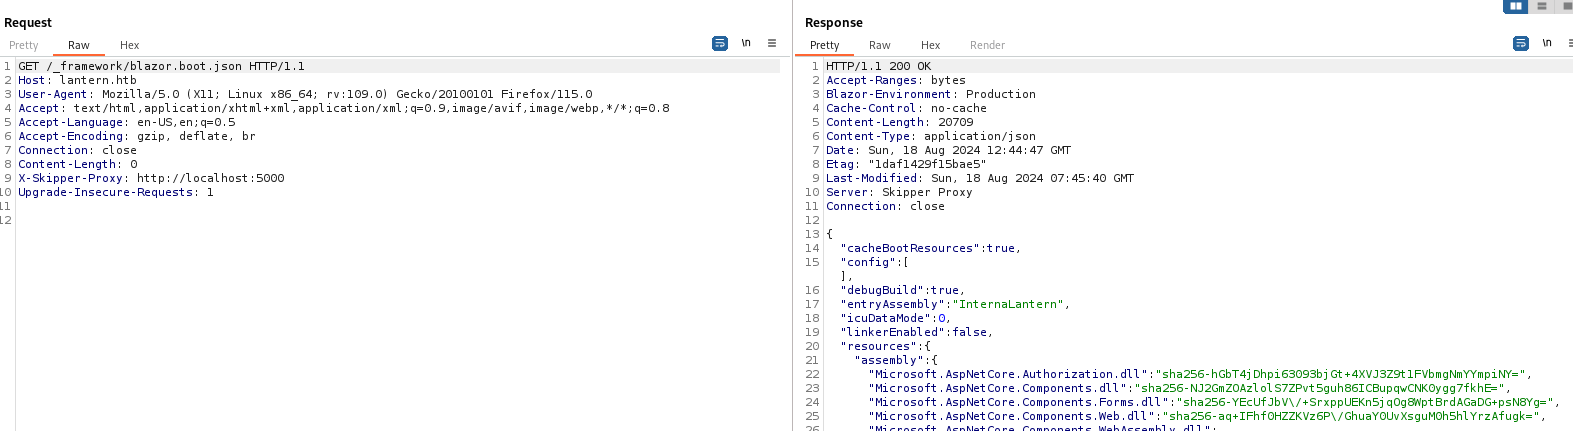 Request
Pretty Raw Hex \n
1 GET /_framework/blazor.boot.json HTTP/1.1
2 Host: lantern.htb
3 User-Agent: Mozilla/5.0 (X11; Linux x86_64; rv:109.0) Gecko/20100101 Firefox/115.0
4 Accept: text/html,application/xhtml+xml,application/xml;q=0.9,image/avif,image/webp,*/*;q=0.8
5 Accept-Language: en-US,en;q=0.5
6 Accept-Encoding: gzip, deflate, br
7 Connection: close
8 Content-Length: 0
9 X-Skipper-Proxy: http://localhost:5000
10 Upgrade-Insecure-Requests: 1
11
12
Response
Pretty Raw Hex Render \n
1 HTTP/1.1 200 OK
2 Accept-Ranges: bytes
3 Blazor-Environment: Production
4 Cache-Control: no-cache
5 Content-Length: 20709
6 Content-Type: application/json
7 Date: Sun, 18 Aug 2024 12:44:47 GMT
8 Etag: "1daf1429f15bae5"
9 Last-Modified: Sun, 18 Aug 2024 07:45:40 GMT
10 Server: Skipper Proxy
11 Connection: close
12
13 {
14 "cacheBootResources":true,
15 "config":[
],
16 "debugBuild":true,
17 "entryAssembly":"InternaLantern",
18 "icuDataMode":0,
19 "linkerEnabled":false,
20 "resources":{
21 "assembly":{
22 "Microsoft.AspNetCore.Authorization.dll":"sha256-hGbT4jDhpi63093bjGt+4XVJ3Z9t1FVbmgNmYYmpiNY=",
23 "Microsoft.AspNetCore.Components.dll":"sha256-NJ2GmZOAzlolS7ZPvt5guh86ICBupqwCNK0ygg7fkhE=",
24 "Microsoft.AspNetCore.Components.Forms.dll":"sha256-YEcUfJbV\/+SrxppUEKn5jqOg8WptBrdAGaDG+psN8Yg=",
25 "Microsoft.AspNetCore.Components.Web.dll":"sha256-aq+IFhf0HZZKVz6P\/GhuaY0UvXsguM0h5hlYrzAfugk=",
26 "Microsoft.AspNetCore.Components.WebAssembly.dll":